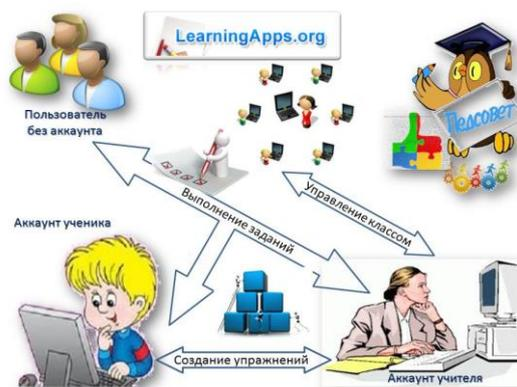 LearningApps.org
Пользователь
без аккаунта
Педсовет
Выполнение заданий
Управление классом
Аккаунт ученика
Создание упражнений
Аккаунт учителя